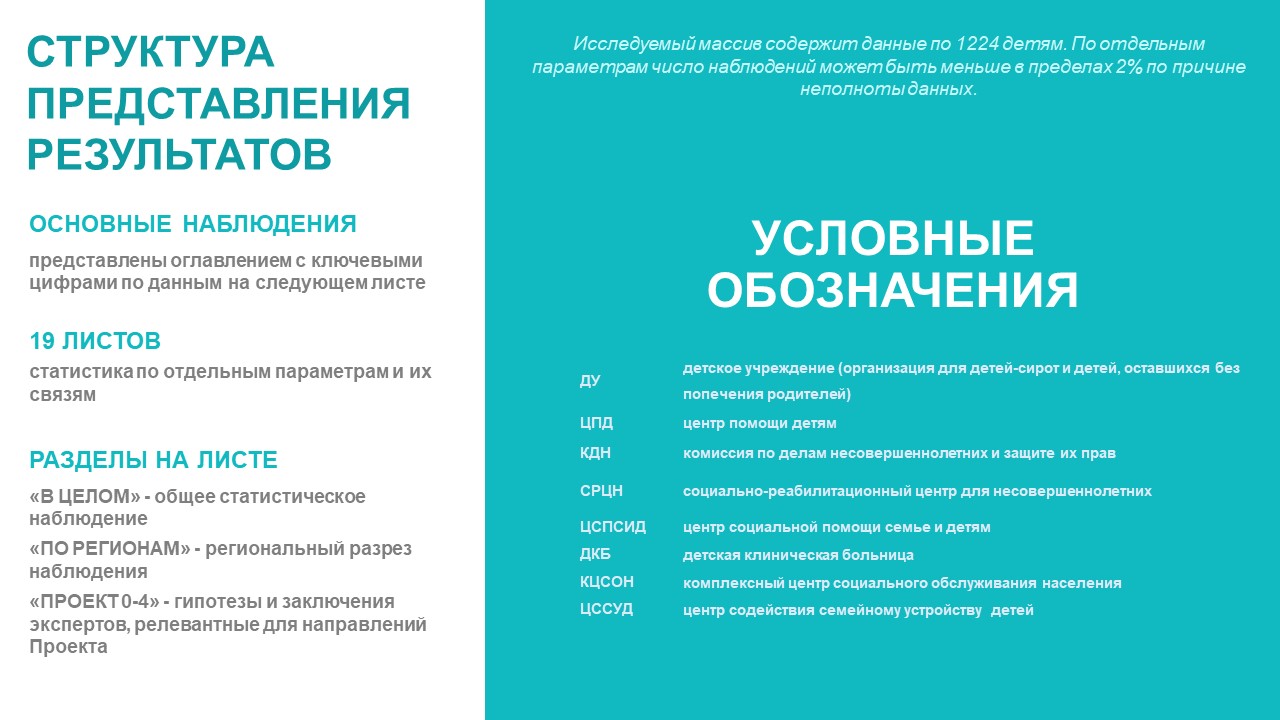 СТРУКТУРА
ПРЕДСТАВЛЕНИЯ
РЕЗУЛЬТАТОВ
ОСНОВНЫЕ НАБЛЮДЕНИЯ
представлены оглавлением с ключевыми
цифрами по данным на следующем листе
19 ЛИСТОВ
статистика по отдельным параметрам и их
связям
РАЗДЕЛЫ НА ЛИСТЕ
«В ЦЕЛОМ» - общее статистическое
наблюдение
«ПО РЕГИОНАМ» - региональный разрез
наблюдения
«ПРОЕКТ 0-4» - гипотезы и заключения
экспертов, релевантные для направлений
Проекта
Исследуемый массив содержит данные по 1224 детям. По отдельным
параметрам число наблюдений может быть меньше в пределах 2% по причине
неполноты данных.
УСЛОВНЫЕ
ОБОЗНАЧЕНИЯ
ДУ детское учреждение (организация для детей-сирот и детей, оставшихся без
попечения родителей)
ЦПД центр помощи детям
КДН комиссия по делам несовершеннолетних и защите их прав
СРЦН социально-реабилитационный центр для несовершеннолетних
ЦСПСИД центр социальной помощи семье и детям
ДКБ детская клиническая больница
КЦСОН комплексный центр социального обслуживания населения
ЦССУД центр содействия семейному устройству детей